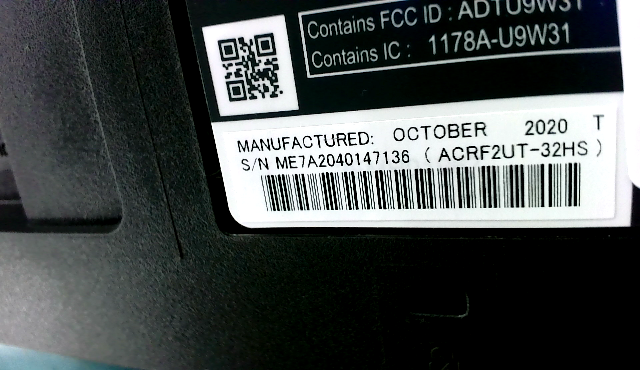 Contains FCC ID : ADTU9W31
Contains IC : 1178A-U9W31
MANUFACTURED: OCTOBER 2020 T
S/N ME7A2040147136 ( ACRF2UT-32HS )